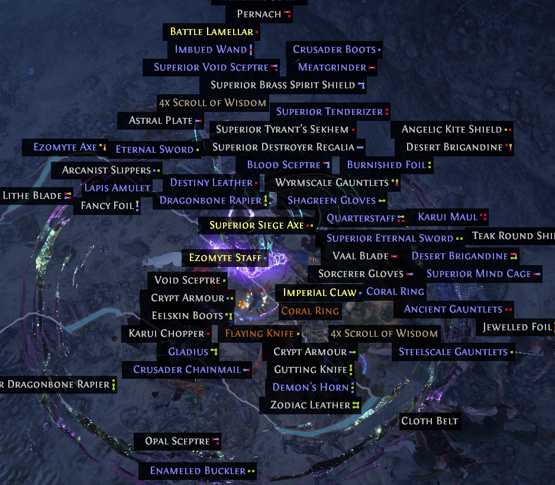 Pernach
Battle Lamellar
Imbued Wand
Crusader Boots
Superior Void Sceptre
Meatgrinder
Superior Brass Spirit Shield
4x Scroll of Wisdom
Superior Tenderizer
Astral Plate
Superior Tyrant's Sekhem
Angelic Kite Shield
Ezomyte Axe
Eternal Sword
Superior Destroyer Regalia
Desert Brigandine
Blood Sceptre
Burnished Foil
Arcanist Slippers
Lapis Amulet
Destiny Leather
Wyrmscale Gauntlets
Lithe Blade
Fancy Foil
Dragonbone Rapier
Shagreen Gloves
Quarterstaff
Karui Maul
Superior Siege Axe
Superior Eternal Sword
Teak Round Shi
Ezomyte Staff
Vaal Blade
Desert Brigandine
Void Sceptre
Sorcerer Gloves
Superior Mind Cage
Crypt Armour
Imperial Claw
Coral Ring
Eelskin Boots
Coral Ring
Ancient Gauntlets
Karui Chopper
Flaying Knife
4x Scroll of Wisdom
Jewelled Foil
Gladius
Crypt Armour
Steelscale Gauntlets
Crusader Chainmail
Gutting Knife
r Dragonbone Rapier
Demon's Horn
Zodiac Leather
Cloth Belt
Opal Sceptre
Enameled Buckler